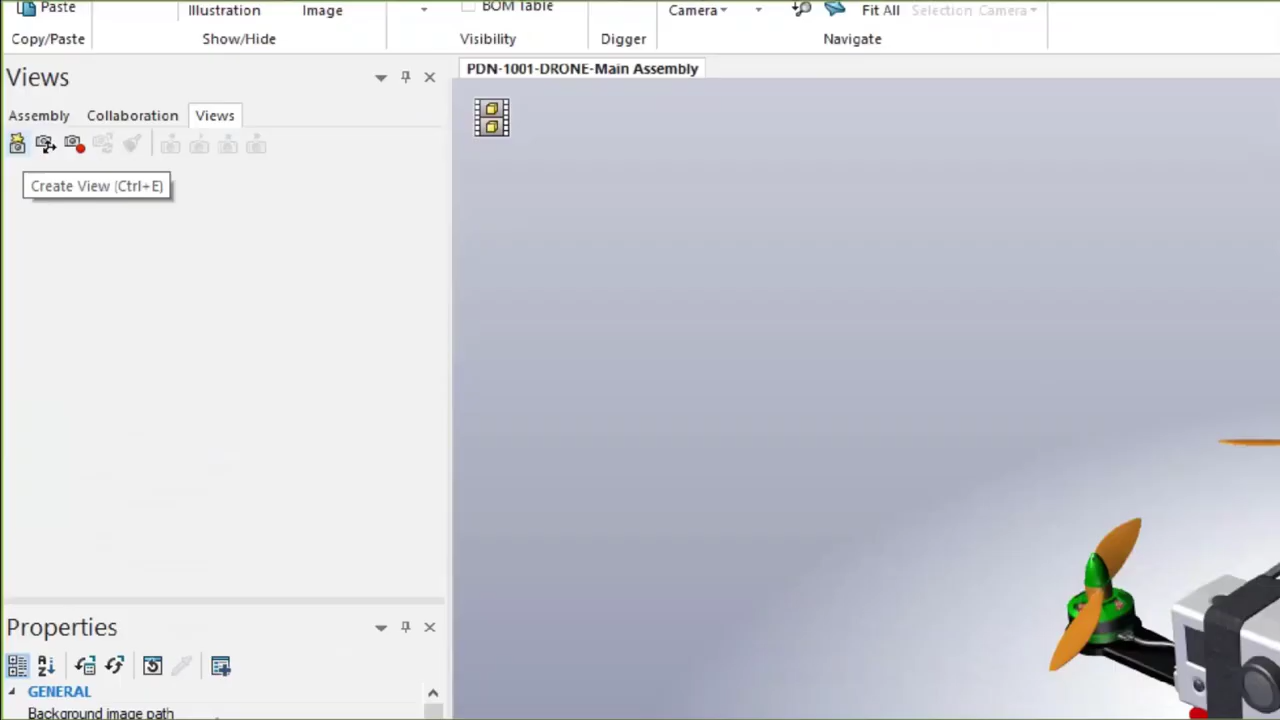 Paste
Illustration
Image
BOM Table
Camera
Fit All
Selection Camera
Copy/Paste
Show/Hide
Visibility
Digger
Navigate
Views
PDN-1001-DRONE-Main Assembly
Assembly
Collaboration
Views
Create View (Ctrl+E)
Properties
GENERAL
Background image path